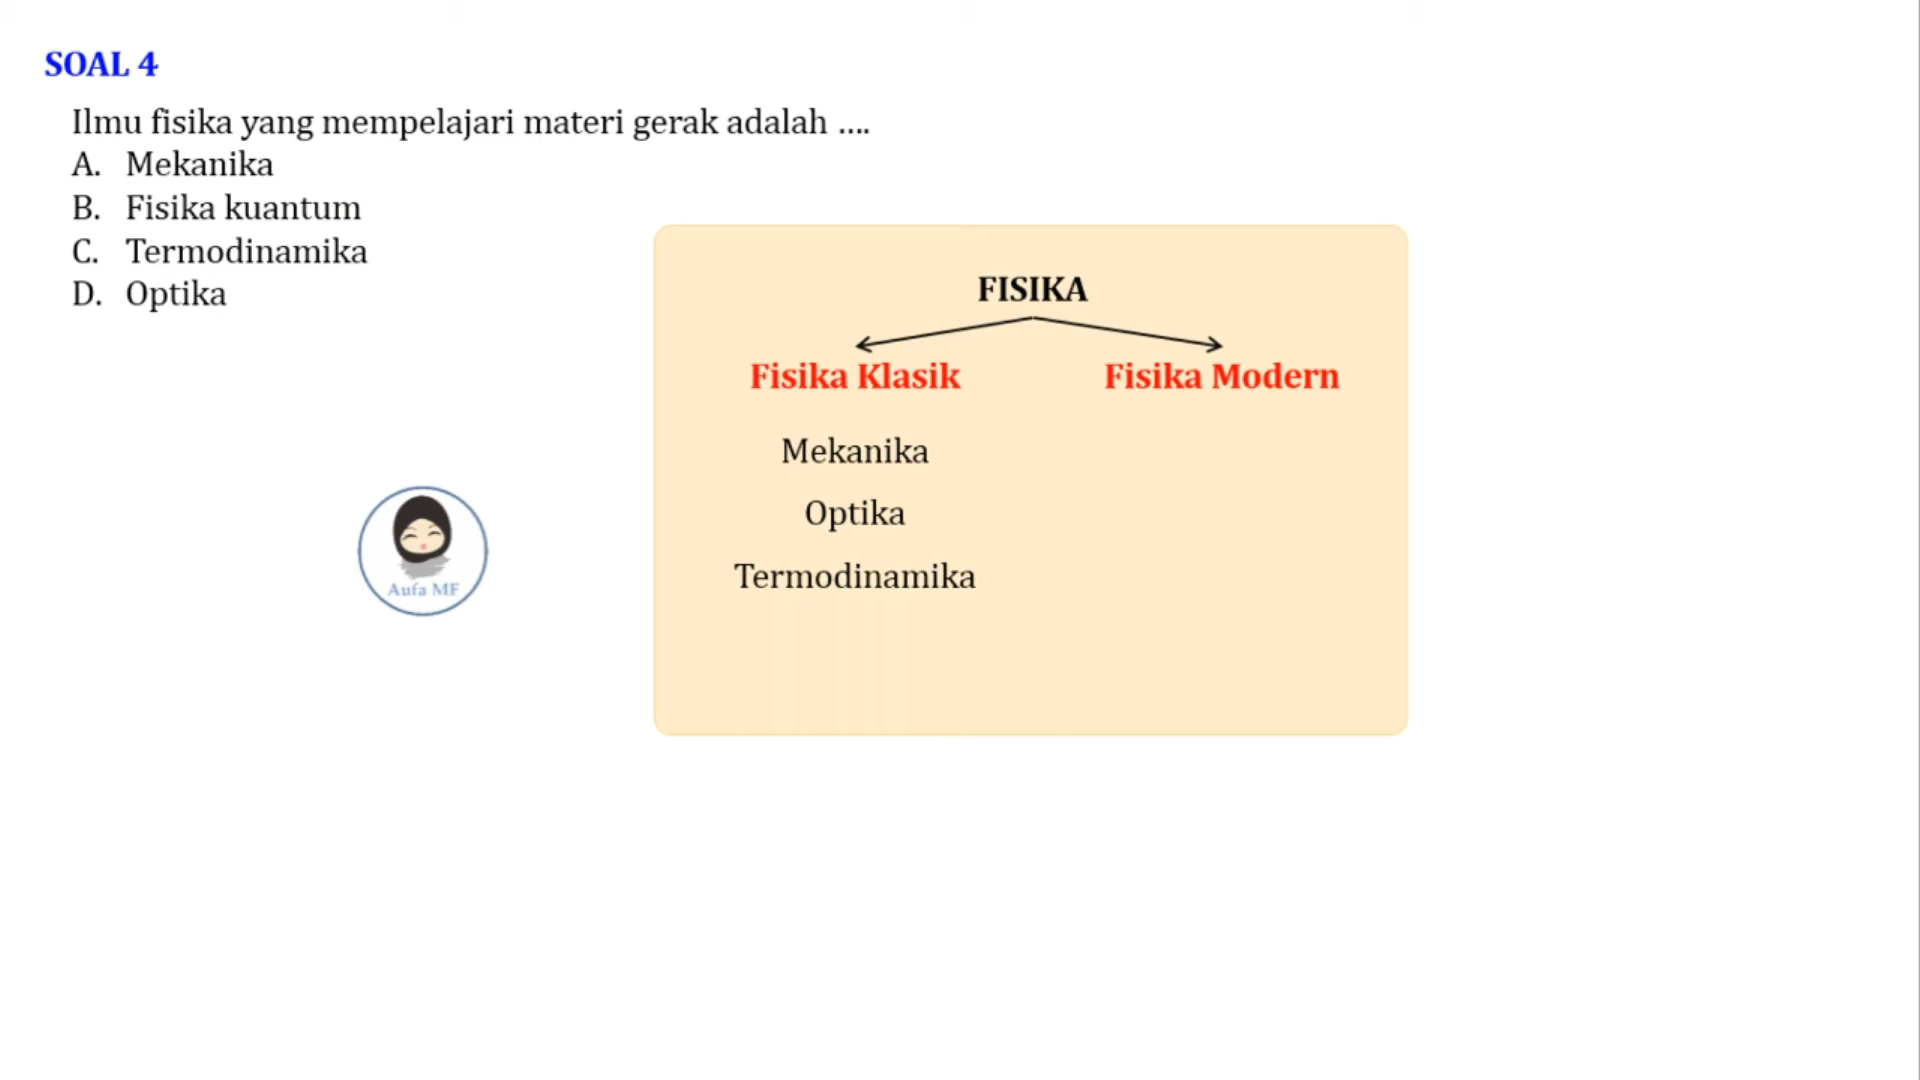 SOAL 4
Ilmu fisika yang mempelajari materi gerak adalah ....
A. Mekanika
B. Fisika kuantum
C. Termodinamika
D. Optika
FISIKA
Fisika Klasik
Fisika Modern
Mekanika
Optika
Termodinamika
Aufa MF